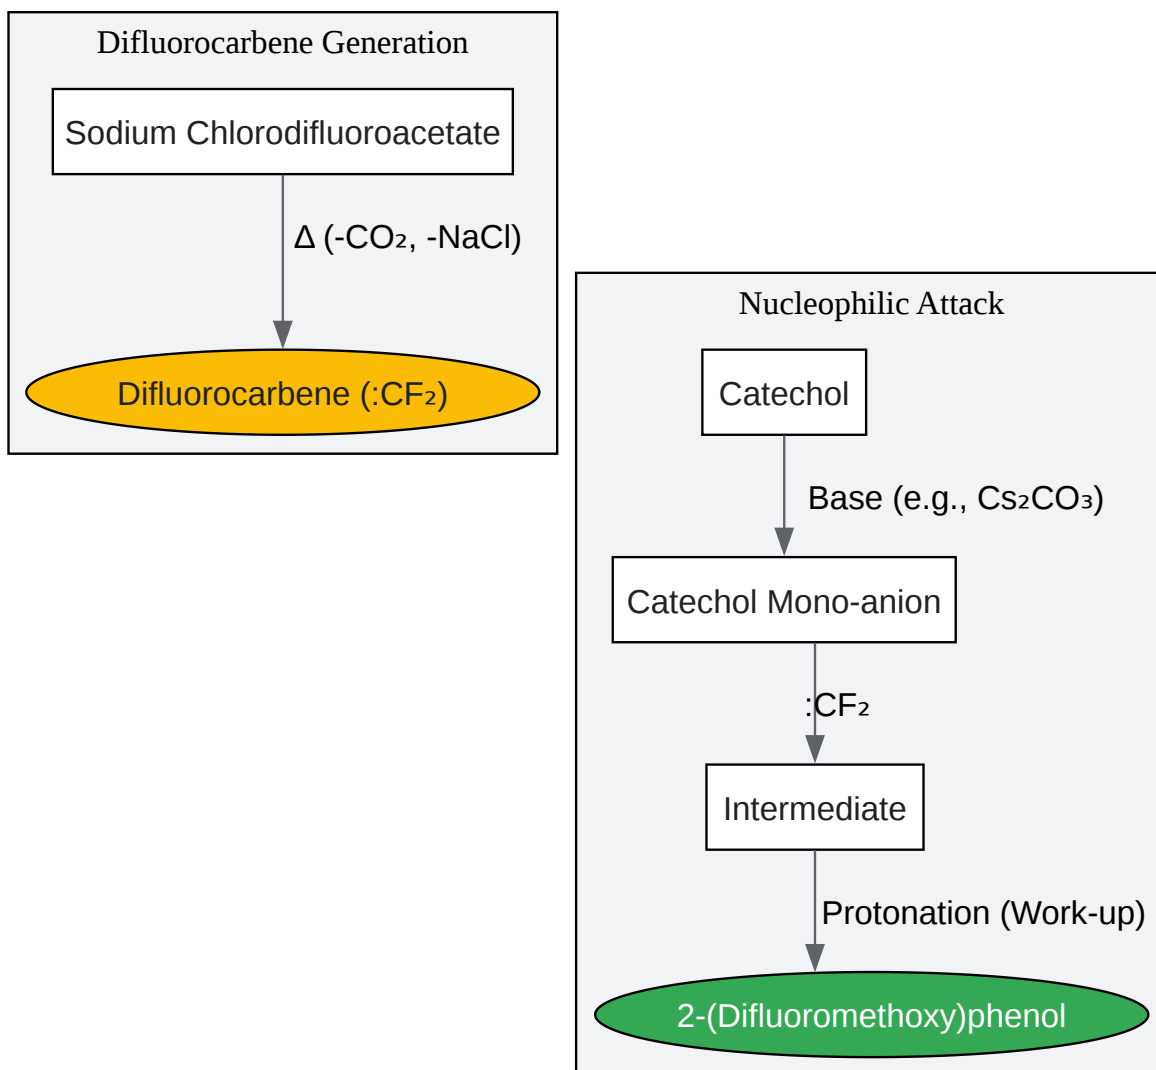 Difluorocarbene Generation
Sodium Chlorodifluoroacetate
Δ (-CO₂, -NaCl)
Difluorocarbene (:CF₂)
Nucleophilic Attack
Catechol
Base (e.g., Cs₂CO₃)
Catechol Mono-anion
:CF₂
Intermediate
Protonation (Work-up)
2-(Difluoromethoxy)phenol